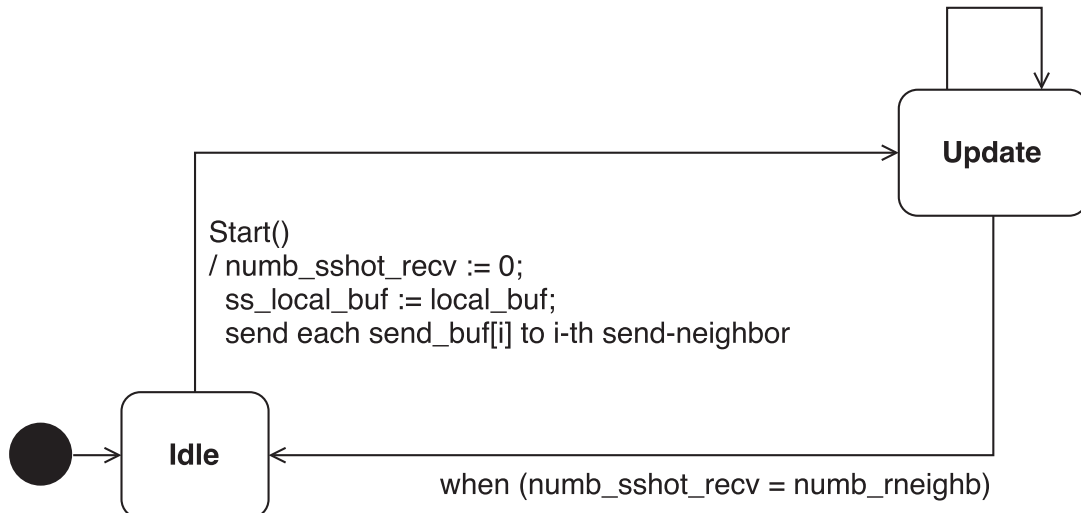 Update
Start()
/ numb_sshot_recv := 0;
ss_local_buf := local_buf;
send each send_buf[i] to i-th send-neighbor
Idle
when (numb_sshot_recv = numb_rneighb)